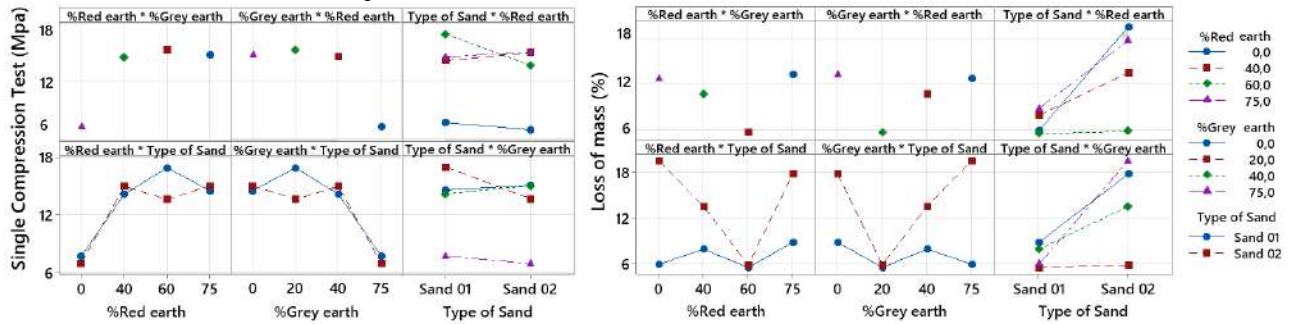 %Red earth * %Grey earth %Grey earth * %Red earth Type of Sand * %Red earth
18
12
6
%Red earth * Type of Sand %Grey earth * Type of Sand Type of Sand * %Grey earth
18
12
6
0 40 60 75 0 20 40 75 Sand 01 Sand 02
%Red earth %Grey earth Type of Sand
Single Compression Test (Mpa)
%Red earth * %Grey earth %Grey earth * %Red earth Type of Sand * %Red earth
18
12
6
%Red earth * Type of Sand %Grey earth * Type of Sand Type of Sand * %Grey earth
18
12
6
0 40 60 75 0 20 40 75 Sand 01 Sand 02
%Red earth %Grey earth Type of Sand
Loss of mass (%)
%Red earth
0,0
40,0
60,0
75,0
%Grey earth
0,0
20,0
40,0
75,0
Type of Sand
Sand 01
Sand 02